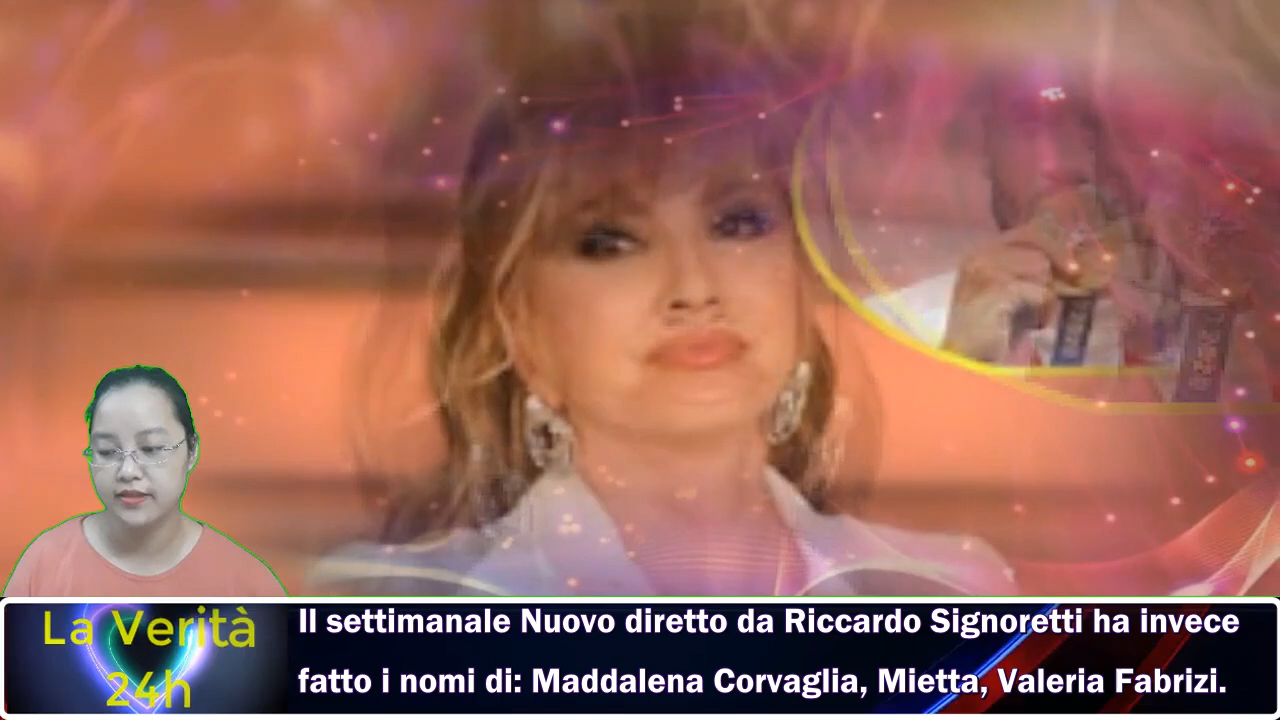 La Verità
24h
Il settimanale Nuovo diretto da Riccardo Signoretti ha invece
fatto i nomi di: Maddalena Corvaglia, Mietta, Valeria Fabrizi.